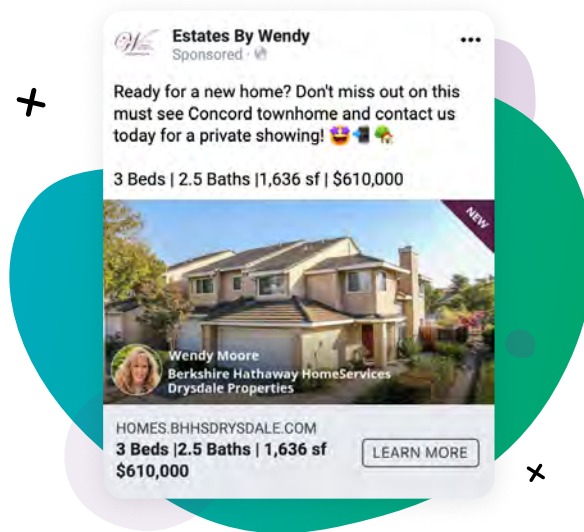 Estates By Wendy
Sponsored ·
Ready for a new home? Don't miss out on this
must see Concord townhome and contact us
today for a private showing! 🤩📲🏡
3 Beds | 2.5 Baths |1,636 sf | $610,000
NEW
Wendy Moore
Berkshire Hathaway HomeServices
Drysdale Properties
HOMES.BHHSDRYSDALE.COM
3 Beds |2.5 Baths | 1,636 sf
$610,000
LEARN MORE